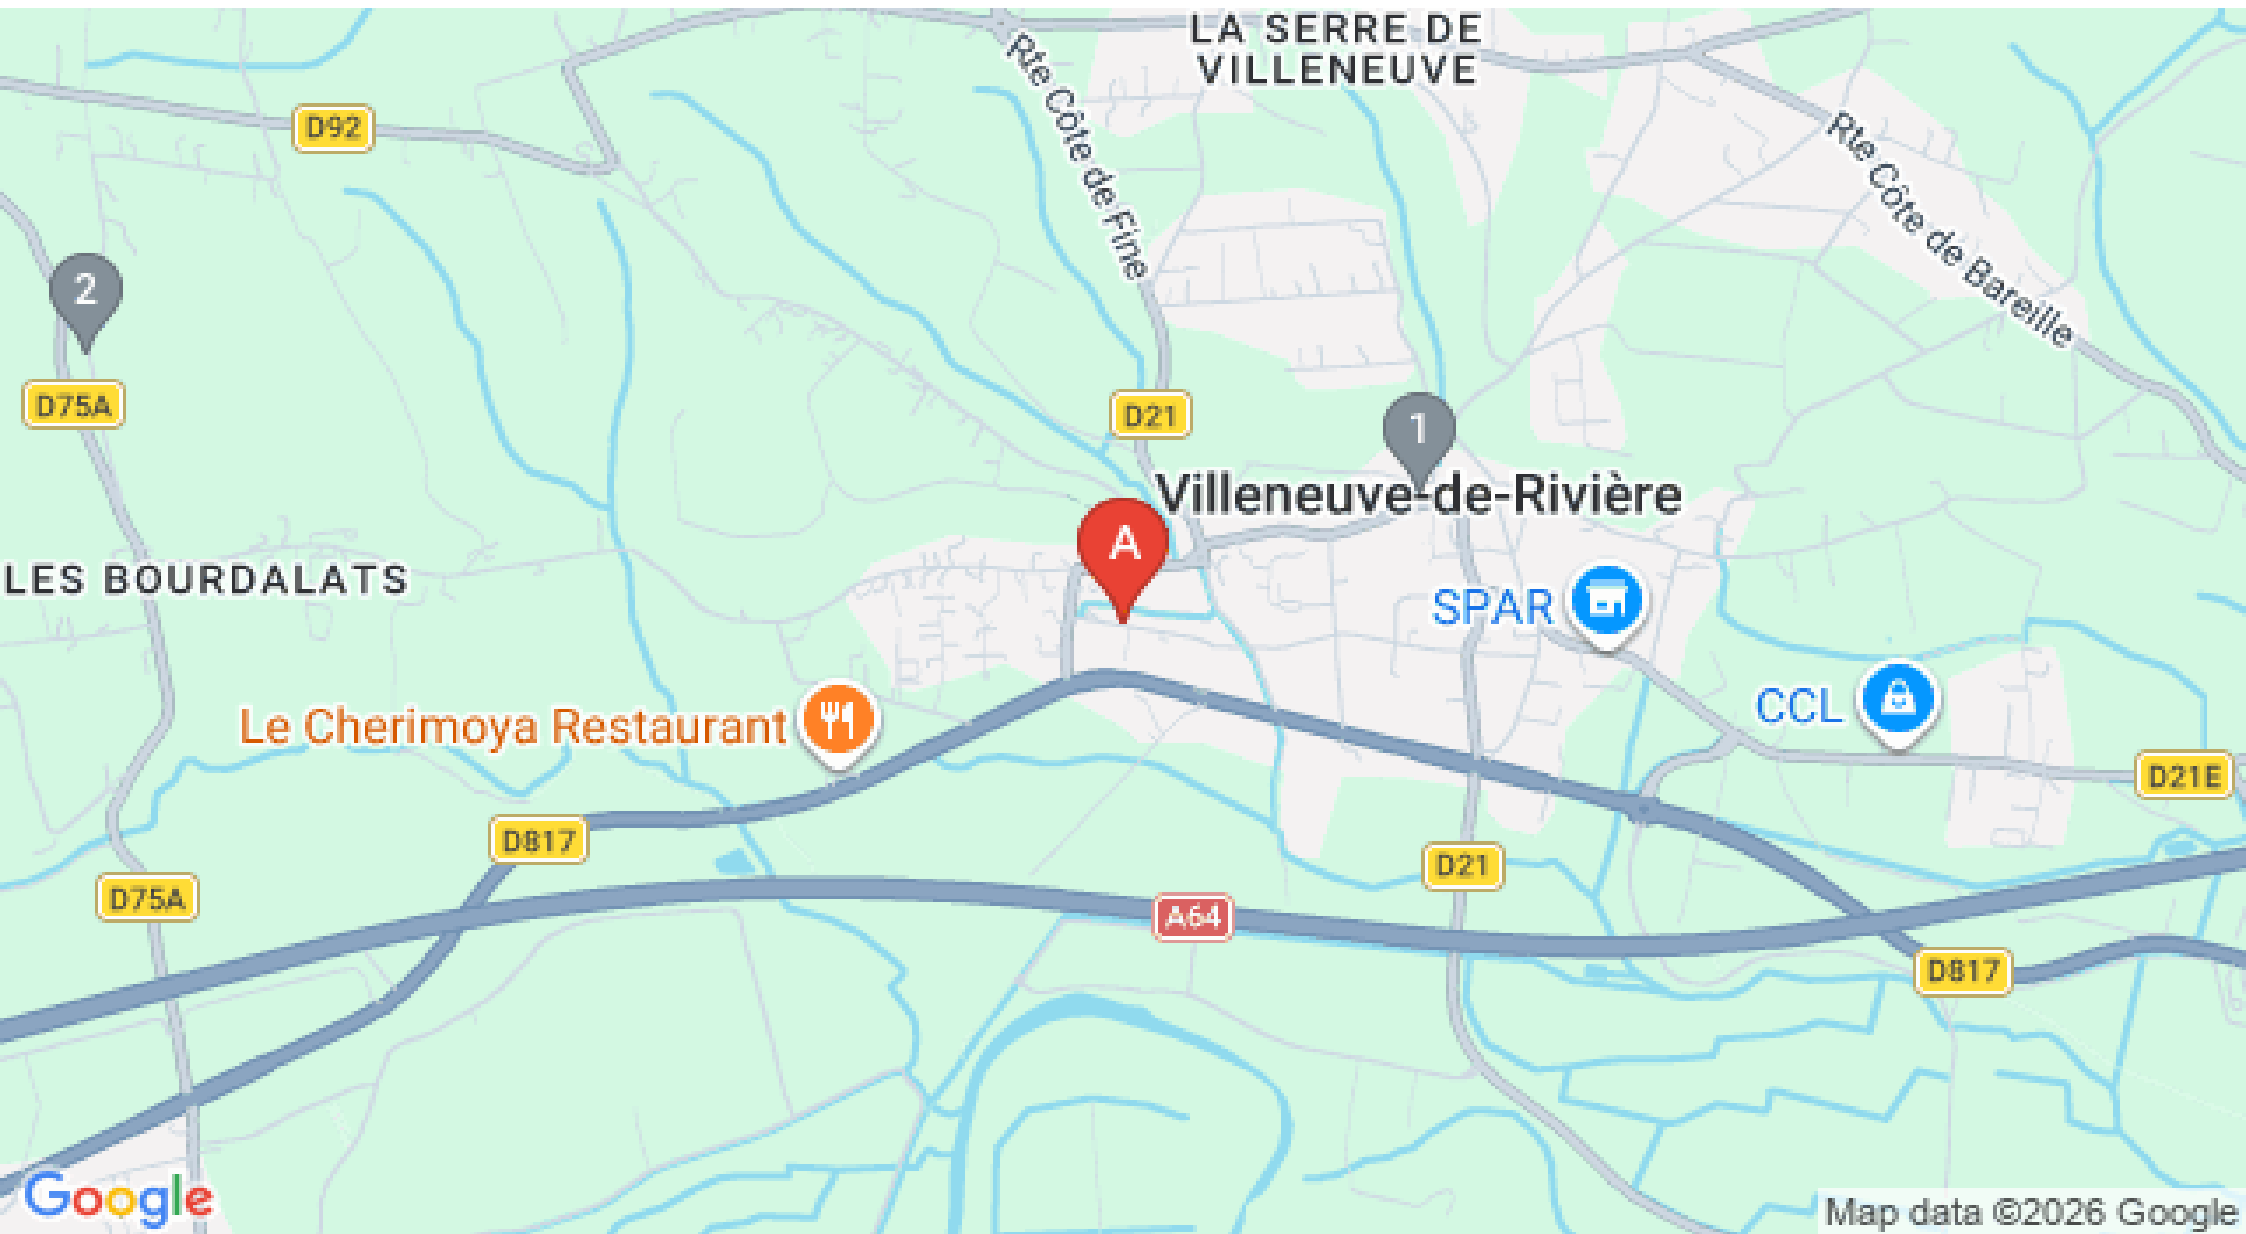 LA SERRE DE
VILLENEUVE
Rte Côte de Fine
D92
Rte Côte de Bareille
2
D75A
D21
1
Villeneuve-de-Rivière
A
LES BOURDALATS
SPAR
Le Cherimoya Restaurant
CCL
D21E
D817
D21
D75A
A64
D817
Google
Map data ©2026 Google